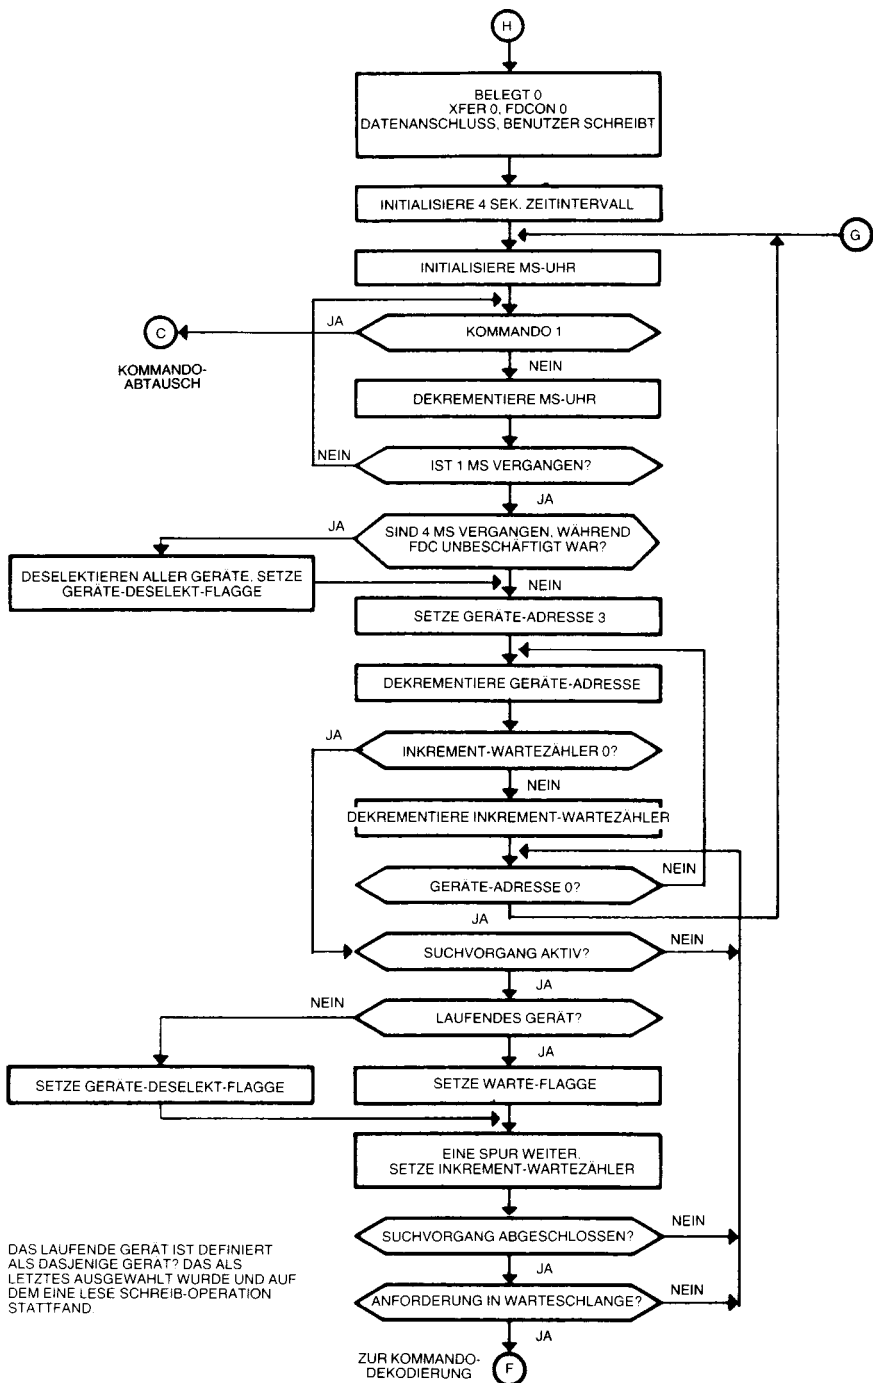 H
BELEGT 0
XFER 0, FDCON 0
DATENANSCHLUSS, BENUTZER SCHREIBT
INITIALISIERE 4 SEK. ZEITINTERVALL
G
INITIALISIERE MS-UHR
JA
C
KOMMANDO 1
KOMMANDO-
ABTAUSCH
NEIN
DEKREMENTIERE MS-UHR
NEIN
IST 1 MS VERGANGEN?
JA
JA
SIND 4 MS VERGANGEN, WÄHREND
FDC UNBESCHÄFTIGT WAR?
DESELEKTIEREN ALLER GERÄTE, SETZE
GERÄTE-DESELEKT-FLAGGE
NEIN
SETZE GERÄTE-ADRESSE 3
DEKREMENTIERE GERÄTE-ADRESSE
JA
INKREMENT-WARTEZÄHLER 0?
NEIN
DEKREMENTIERE INKREMENT-WARTEZÄHLER
NEIN
GERÄTE-ADRESSE 0?
JA
SUCHVORGANG AKTIV?
NEIN
JA
NEIN
LAUFENDES GERÄT?
JA
SETZE GERÄTE-DESELEKT-FLAGGE
SETZE WARTE-FLAGGE
EINE SPUR WEITER.
SETZE INKREMENT-WARTEZÄHLER
NEIN
SUCHVORGANG ABGESCHLOSSEN?
JA
NEIN
ANFORDERUNG IN WARTESCHLANGE?
JA
DAS LAUFENDE GERÄT IST DEFINIERT
ALS DASJENIGE GERÄT? DAS ALS
LETZTES AUSGEWÄHLT WURDE UND AUF
DEM EINE LESE SCHREIB-OPERATION
STATTFAND.
ZUR KOMMANDO-
DEKODIERUNG
F